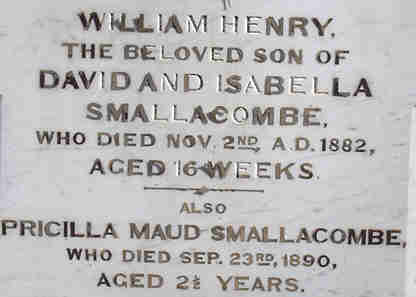 WILLIAM HENRY,
THE BELOVED SON OF
DAVID AND ISABELLA
SMALLACOMBE,
WHO DIED NOV. 2ND, A.D. 1882,
AGED 16 WEEKS.
ALSO
PRICILLA MAUD SMALLACOMBE,
WHO DIED SEP. 23RD, 1890,
AGED 2½ YEARS.